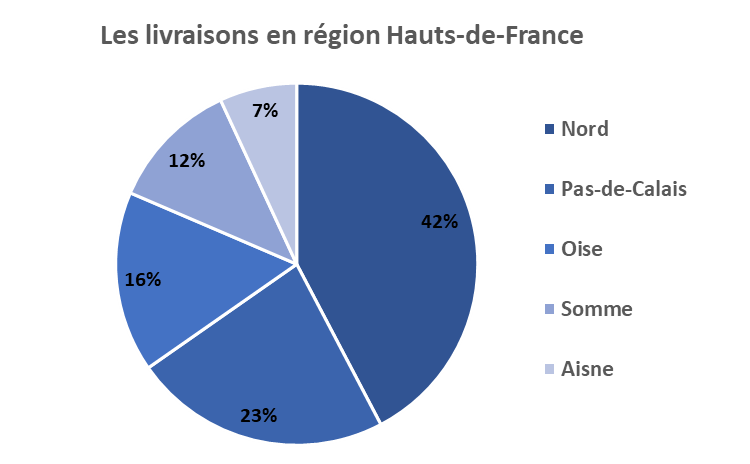 Les livraisons en région Hauts-de-France
7%
12%
42%
16%
23%
Nord
Pas-de-Calais
Oise
Somme
Aisne